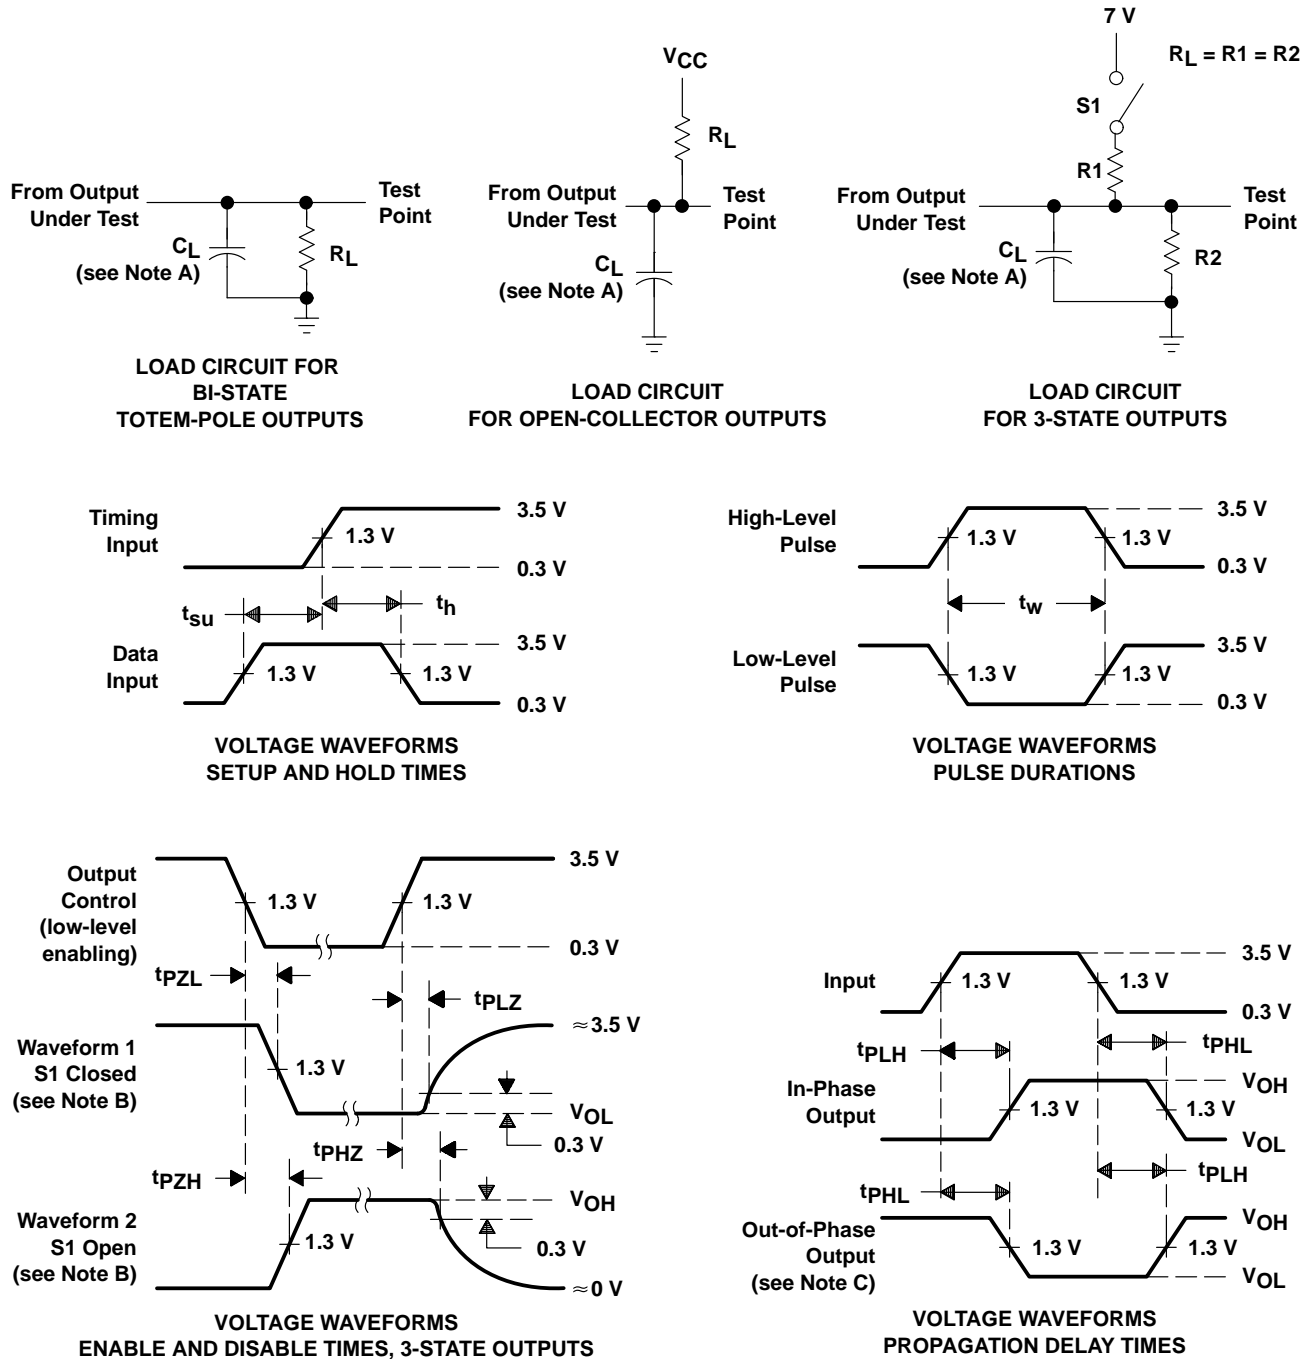 From Output
Under Test
Test
Point
CL
(see Note A)
RL
LOAD CIRCUIT FOR
BI-STATE
TOTEM-POLE OUTPUTS
VCC
RL
From Output
Under Test
Test
Point
CL
(see Note A)
LOAD CIRCUIT
FOR OPEN-COLLECTOR OUTPUTS
7 V
RL = R1 = R2
S1
R1
From Output
Under Test
Test
Point
CL
(see Note A)
R2
LOAD CIRCUIT
FOR 3-STATE OUTPUTS
Timing
Input
3.5 V
1.3 V
0.3 V
tsu
th
Data
Input
3.5 V
1.3 V
1.3 V
0.3 V
VOLTAGE WAVEFORMS
SETUP AND HOLD TIMES
High-Level
Pulse
3.5 V
1.3 V
1.3 V
0.3 V
tw
Low-Level
Pulse
3.5 V
1.3 V
1.3 V
0.3 V
VOLTAGE WAVEFORMS
PULSE DURATIONS
Output
Control
(low-level
enabling)
3.5 V
1.3 V
1.3 V
0.3 V
tPZL
tPLZ
Waveform 1
S1 Closed
(see Note B)
≈3.5 V
1.3 V
VOL
0.3 V
tPHZ
tPZH
Waveform 2
S1 Open
(see Note B)
VOH
1.3 V
0.3 V
≈0 V
VOLTAGE WAVEFORMS
ENABLE AND DISABLE TIMES, 3-STATE OUTPUTS
Input
3.5 V
1.3 V
1.3 V
0.3 V
tPLH
tPHL
In-Phase
Output
VOH
1.3 V
1.3 V
VOL
tPHL
tPLH
Out-of-Phase
Output
(see Note C)
VOH
1.3 V
1.3 V
VOL
VOLTAGE WAVEFORMS
PROPAGATION DELAY TIMES